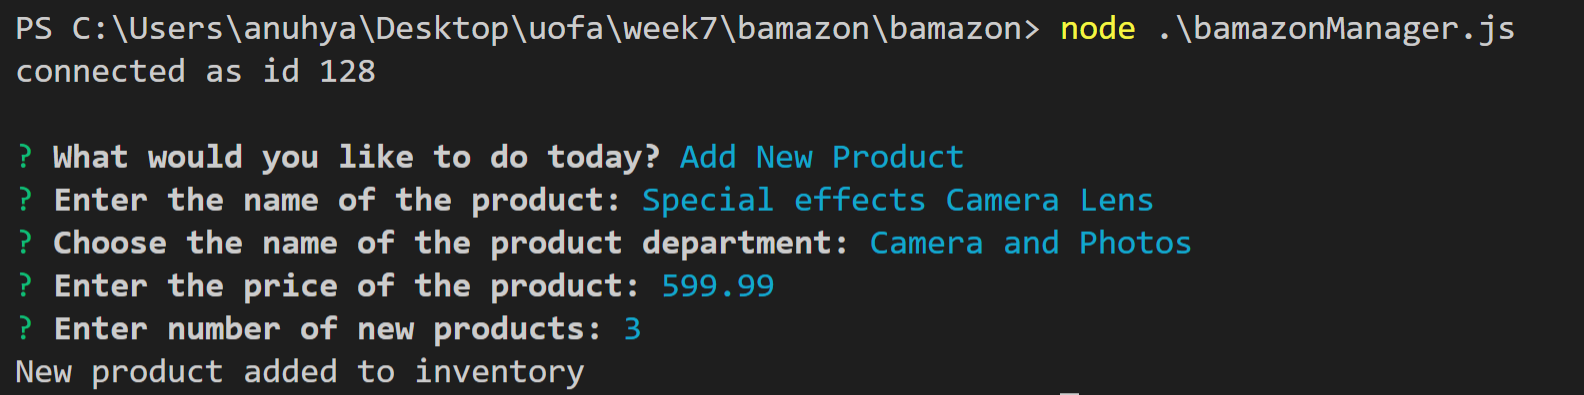 PS C:\Users\anuhya\Desktop\uofa\week7\bamazon\bamazon> node .\bamazonManager.js
connected as id 128
? What would you like to do today? Add New Product
? Enter the name of the product: Special effects Camera Lens
? Choose the name of the product department: Camera and Photos
? Enter the price of the product: 599.99
? Enter number of new products: 3
New product added to inventory